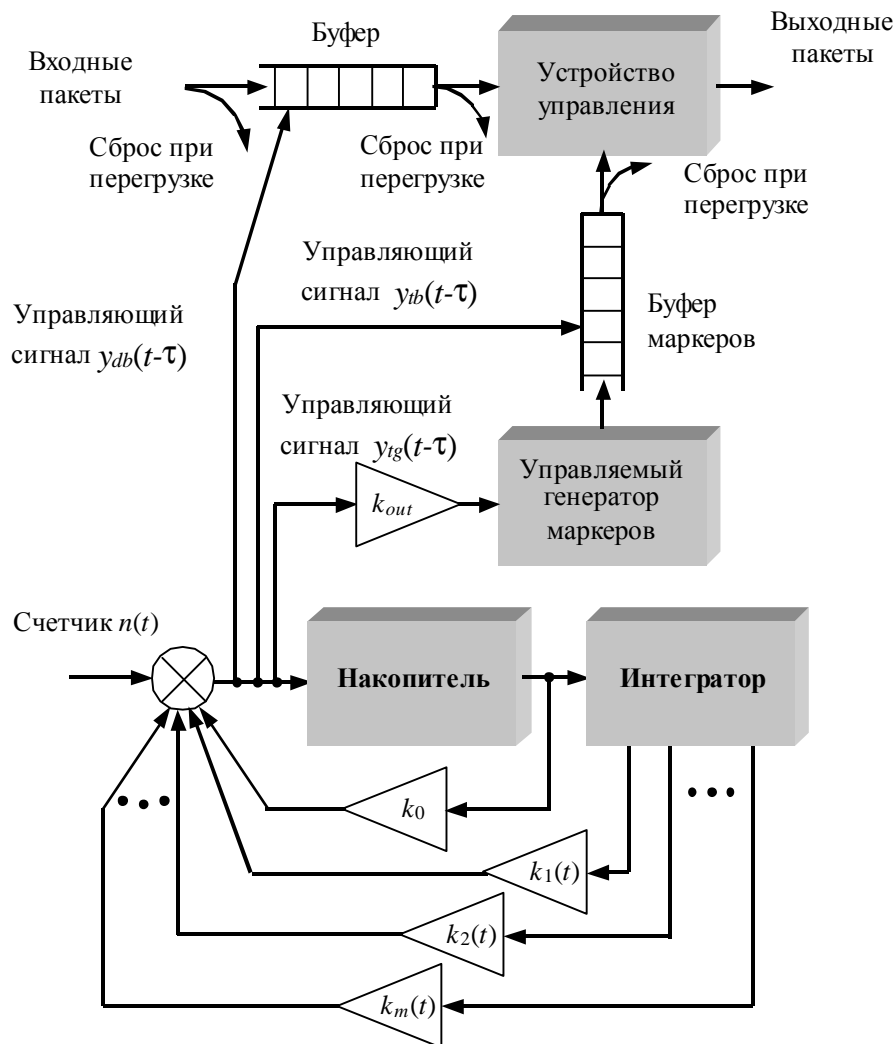 Буфер
Выходные
пакеты
Входные
пакеты
Устройство
управления
Сброс при
перегрузке
Сброс при
перегрузке
Сброс при
перегрузке
Управляющий
сигнал y_tb(t-τ)
Буфер
маркеров
Управляющий
сигнал y_db(t-τ)
Управляющий
сигнал y_tg(t-τ)
k_out
Управляемый
генератор
маркеров
Счетчик n(t)
Накопитель
Интегратор
k_0
k_1(t)
k_2(t)
k_m(t)